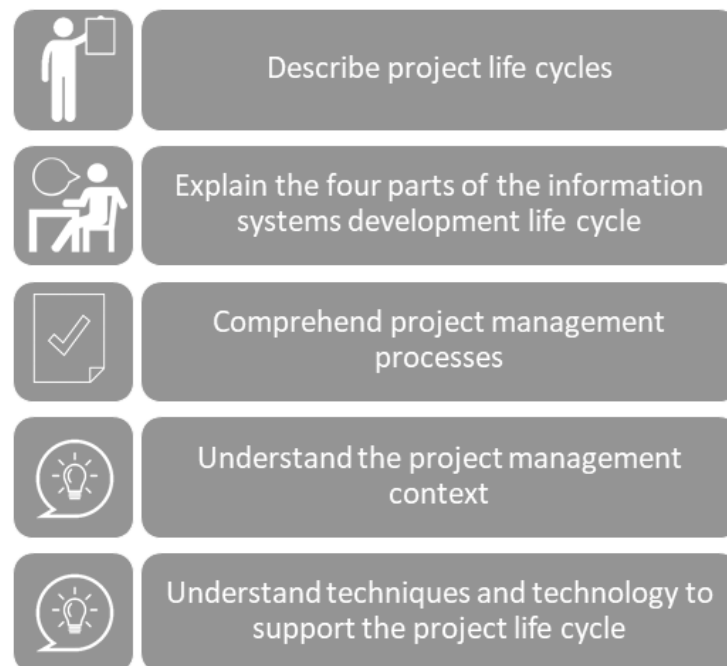 Describe project life cycles
Explain the four parts of the information
systems development life cycle
Comprehend project management
processes
Understand the project management
context
Understand techniques and technology to
support the project life cycle